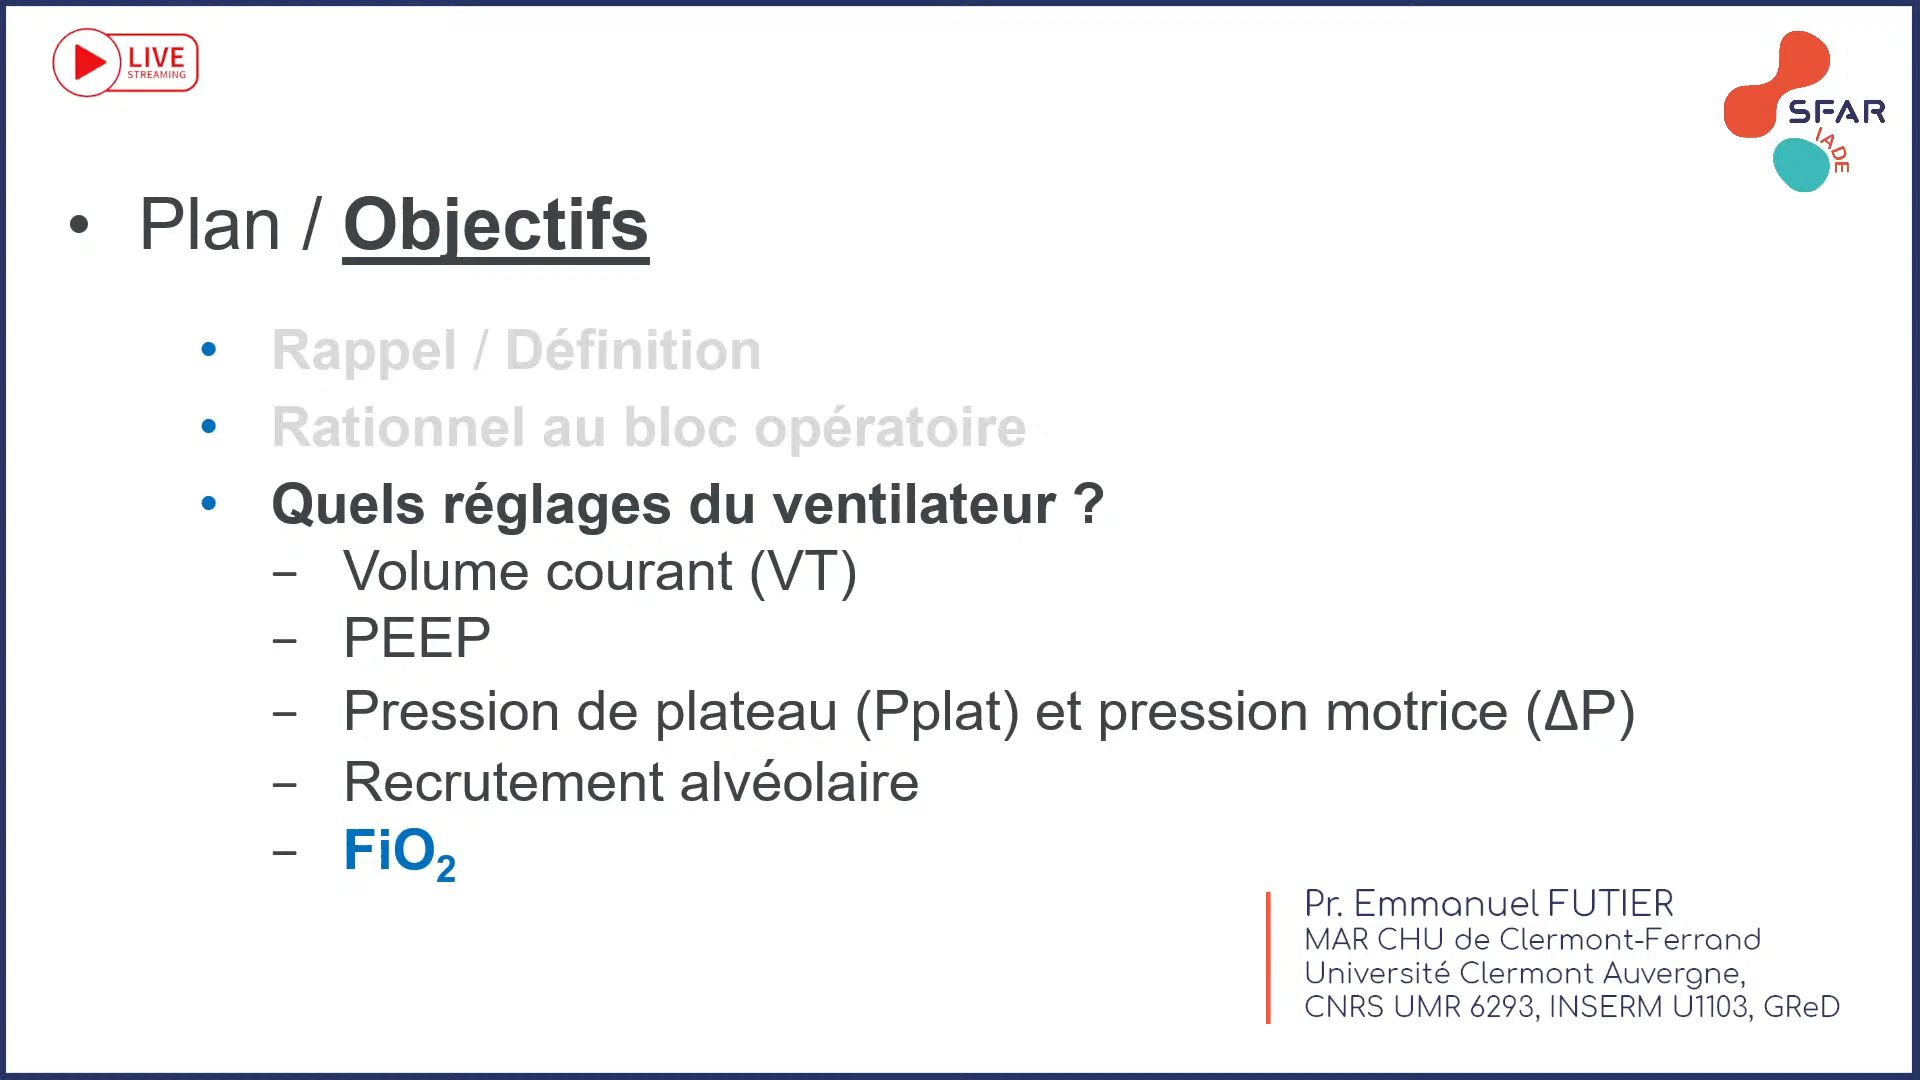 LIVE
STREAMING
SFAR
IADE
• Plan / Objectifs
• Rappel / Définition
• Rationnel au bloc opératoire
• Quels réglages du ventilateur ?
– Volume courant (VT)
– PEEP
– Pression de plateau (Pplat) et pression motrice (ΔP)
– Recrutement alvéolaire
– FiO₂
Pr. Emmanuel FUTIER
MAR CHU de Clermont-Ferrand
Université Clermont Auvergne,
CNRS UMR 6293, INSERM U1103, GReD